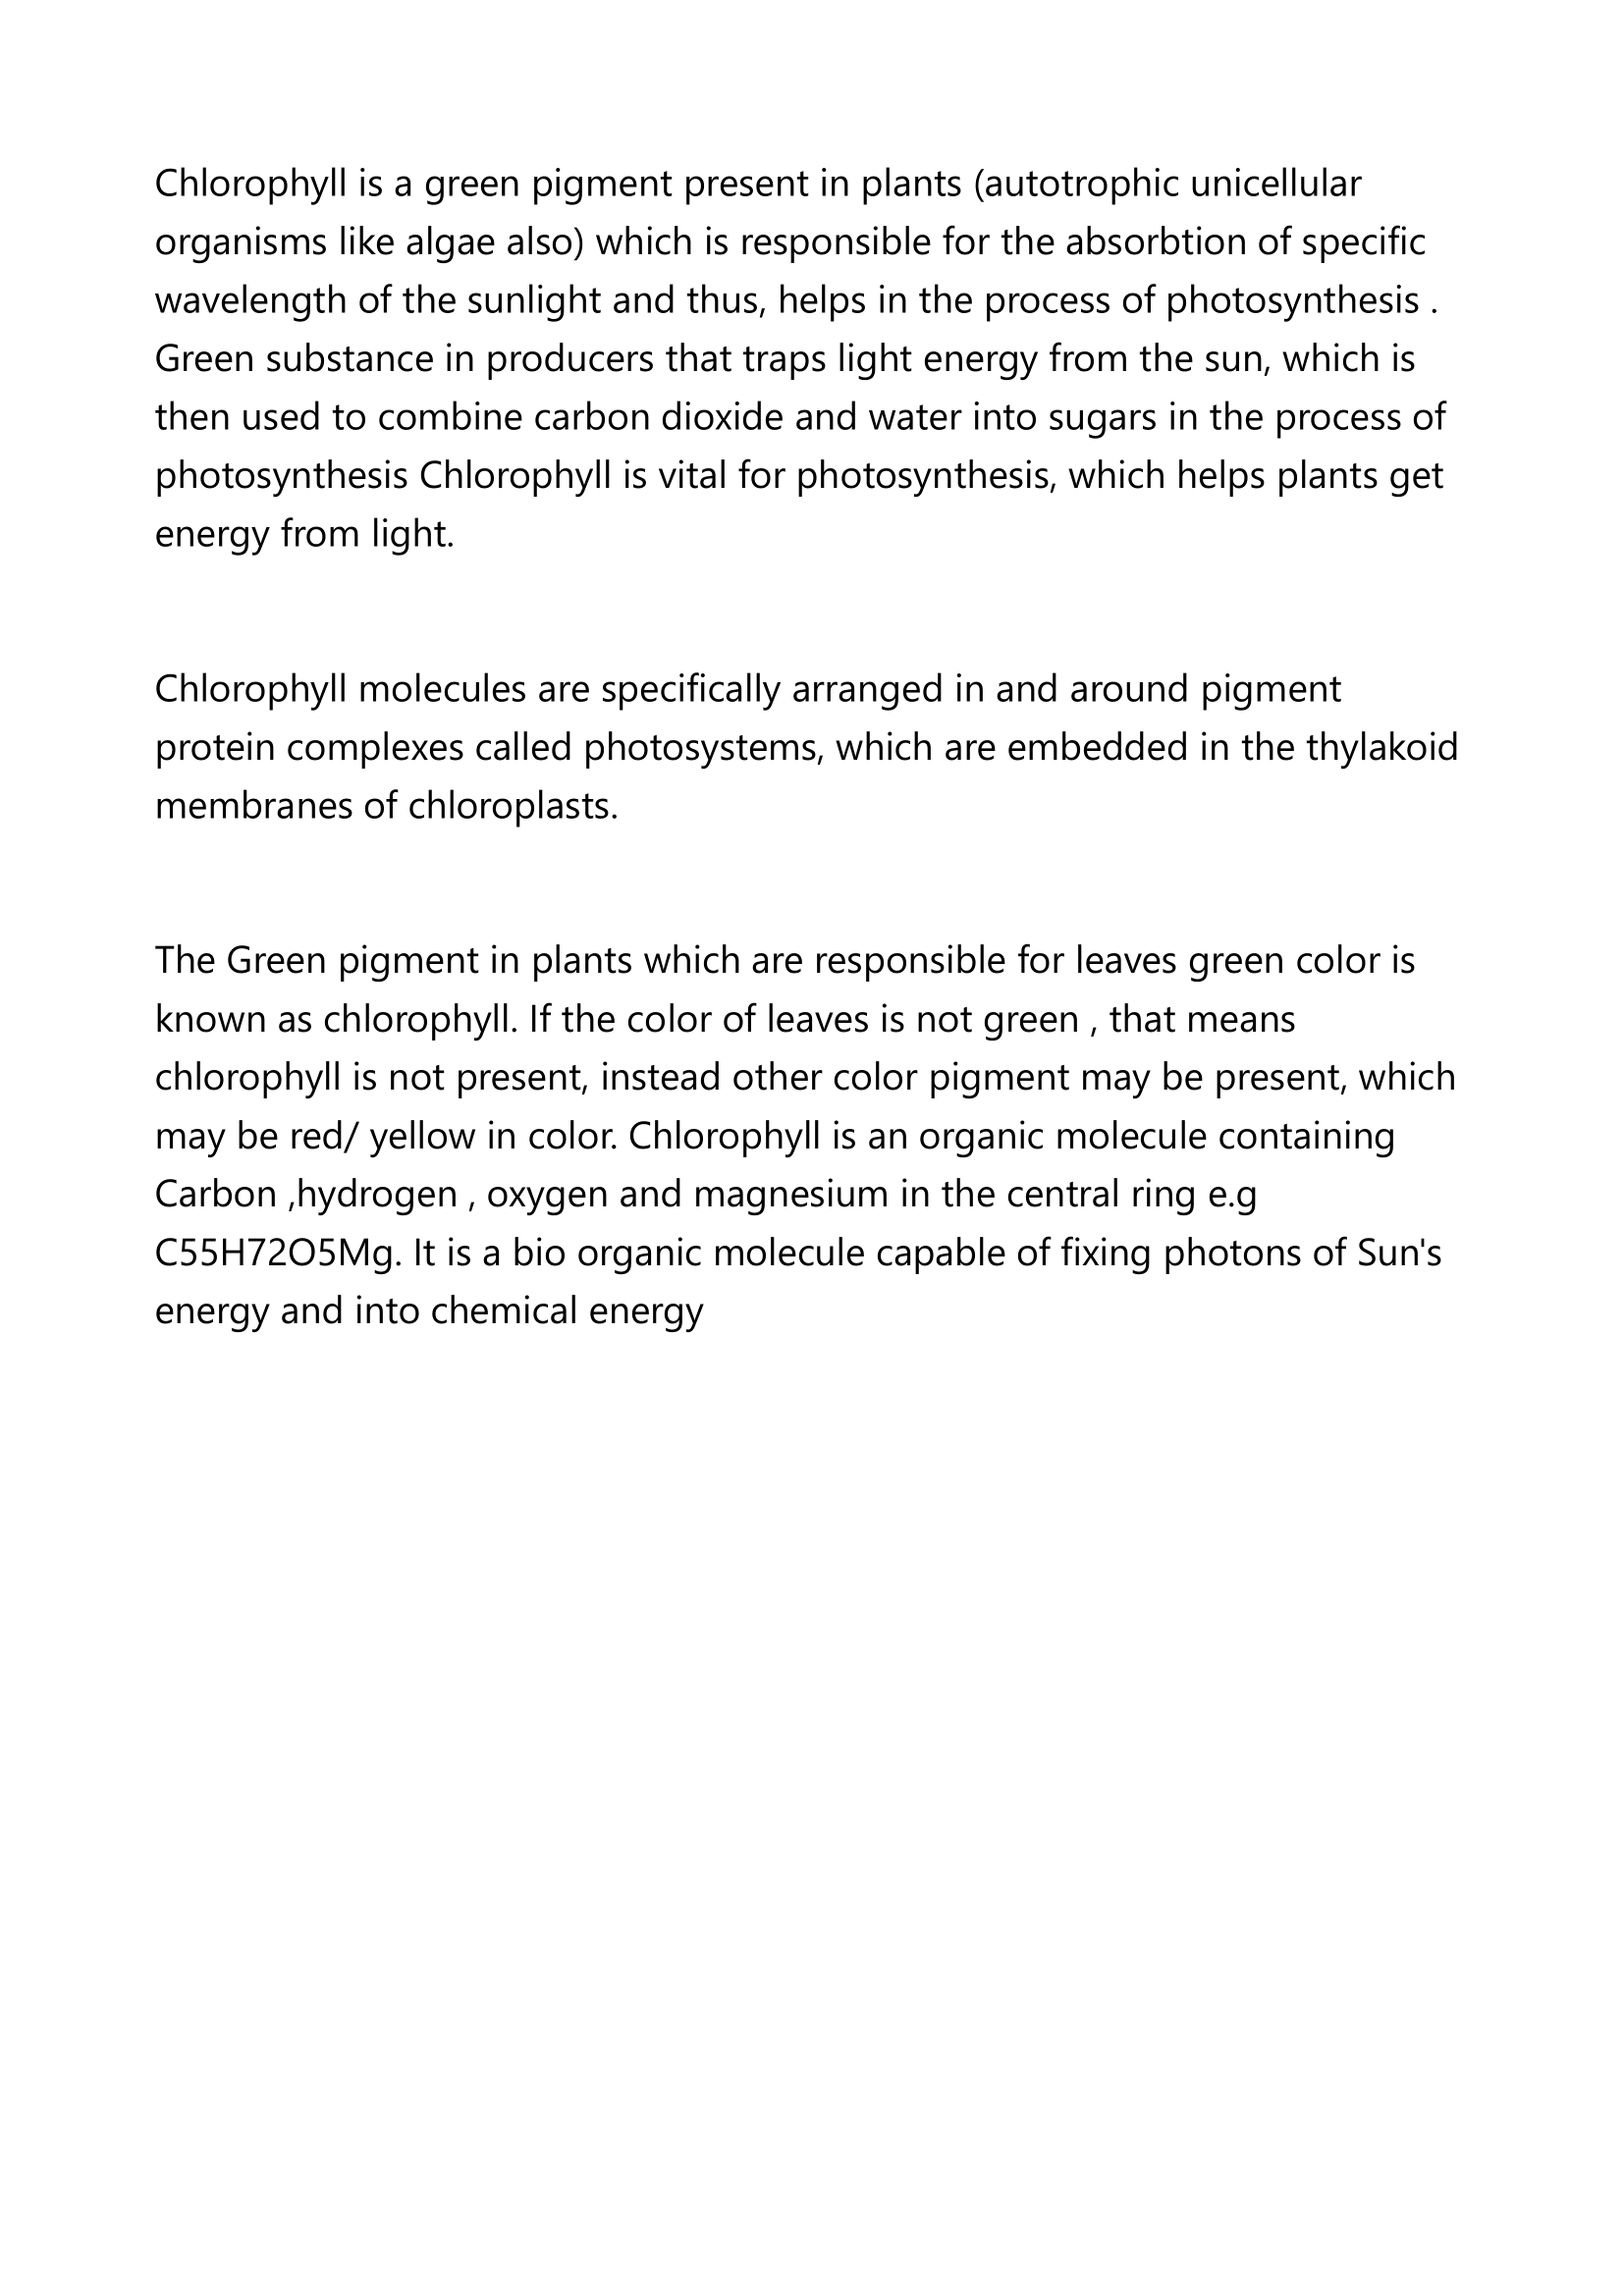 Chlorophyll is a green pigment present in plants (autotrophic unicellular
organisms like algae also) which is responsible for the absorbtion of specific
wavelength of the sunlight and thus, helps in the process of photosynthesis .
Green substance in producers that traps light energy from the sun, which is
then used to combine carbon dioxide and water into sugars in the process of
photosynthesis Chlorophyll is vital for photosynthesis, which helps plants get
energy from light.
Chlorophyll molecules are specifically arranged in and around pigment
protein complexes called photosystems, which are embedded in the thylakoid
membranes of chloroplasts.
The Green pigment in plants which are responsible for leaves green color is
known as chlorophyll. If the color of leaves is not green , that means
chlorophyll is not present, instead other color pigment may be present, which
may be red/ yellow in color. Chlorophyll is an organic molecule containing
Carbon ,hydrogen , oxygen and magnesium in the central ring e.g
C55H72O5Mg. It is a bio organic molecule capable of fixing photons of Sun's
energy and into chemical energy